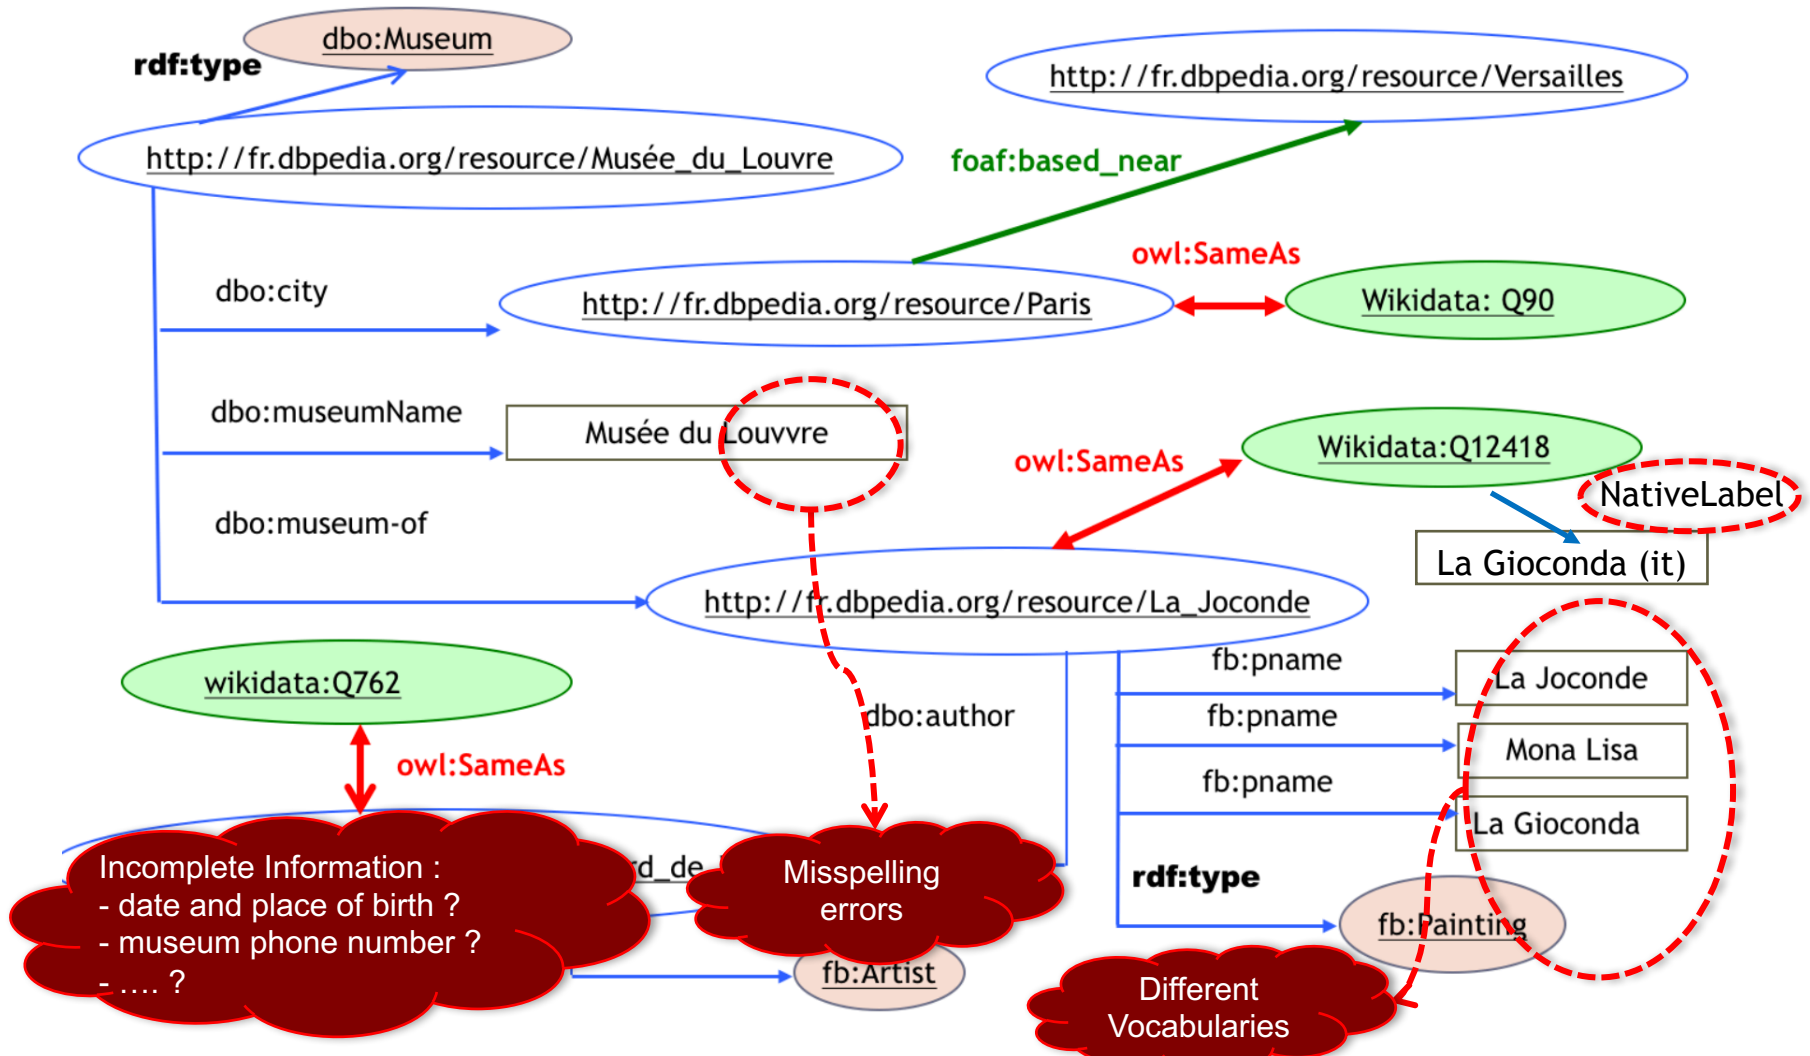 dbo:Museum
rdf:type
http://fr.dbpedia.org/resource/Versailles
http://fr.dbpedia.org/resource/Musée_du_Louvre
foaf:based_near
owl:SameAs
dbo:city
http://fr.dbpedia.org/resource/Paris
Wikidata: Q90
dbo:museumName
Musée du Louvvre
Wikidata:Q12418
owl:SameAs
NativeLabel
dbo:museum-of
La Gioconda (it)
http://fr.dbpedia.org/resource/La_Joconde
fb:pname
La Joconde
wikidata:Q762
dbo:author
fb:pname
Mona Lisa
owl:SameAs
fb:pname
La Gioconda
Incomplete Information :
- date and place of birth ?
- museum phone number ?
- .... ?
rd_de_
Misspelling
errors
rdf:type
fb:Painting
fb:Artist
Different
Vocabularies